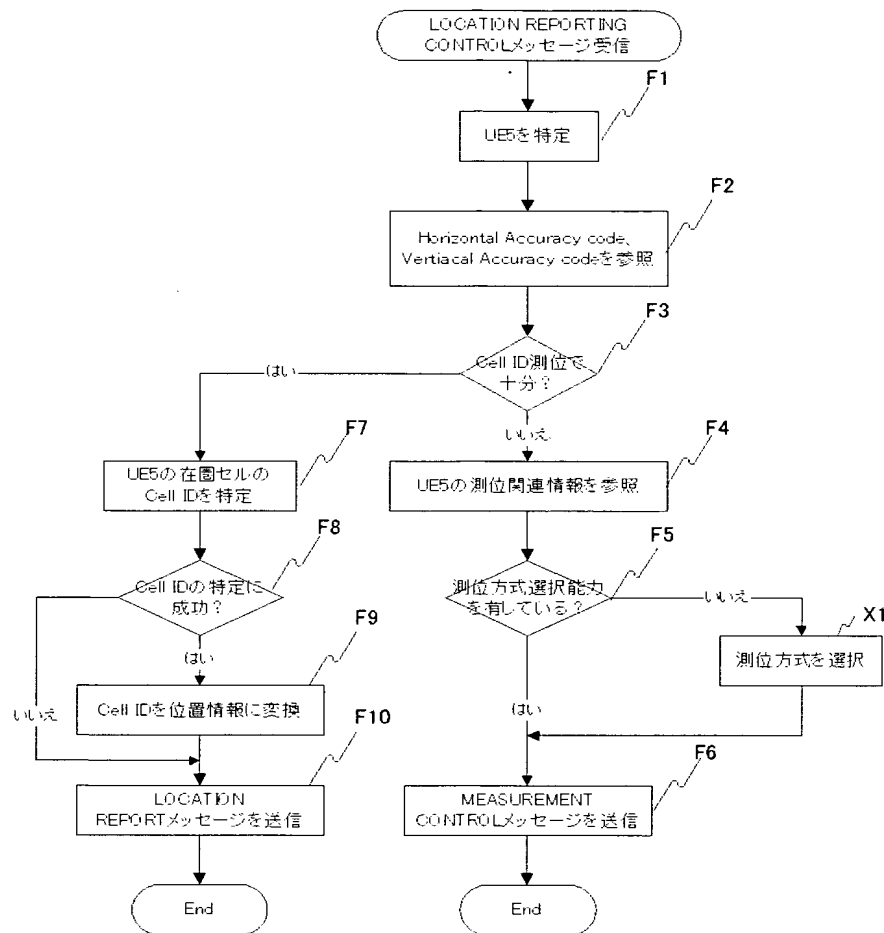 LOCATION REPORTING
CONTROLメッセージ受信
F1
UE5を特定
F2
Horizontal Accuracy code、
Vertiacal Accuracy codeを参照
F3
Cell ID測位で
十分？
はい
いいえ
F7
UE5の在圏セルの
Cell IDを特定
F4
UE5の測位関連情報を参照
F8
Cell IDの特定に
成功？
F5
測位方式選択能力
を有している？
いいえ
X1
測位方式を選択
はい
F9
Cell IDを位置情報に変換
いいえ
はい
F10
LOCATION
REPORTメッセージを送信
F6
MEASUREMENT
CONTROLメッセージを送信
End
End